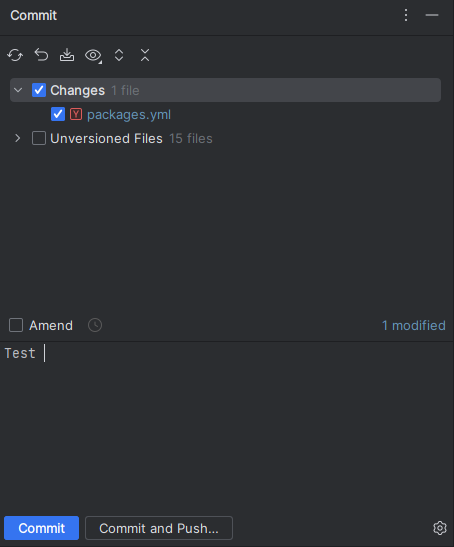 Commit
Changes 1 file
Y packages.yml
Unversioned Files 15 files
Amend 1 modified
Test
Commit Commit and Push...